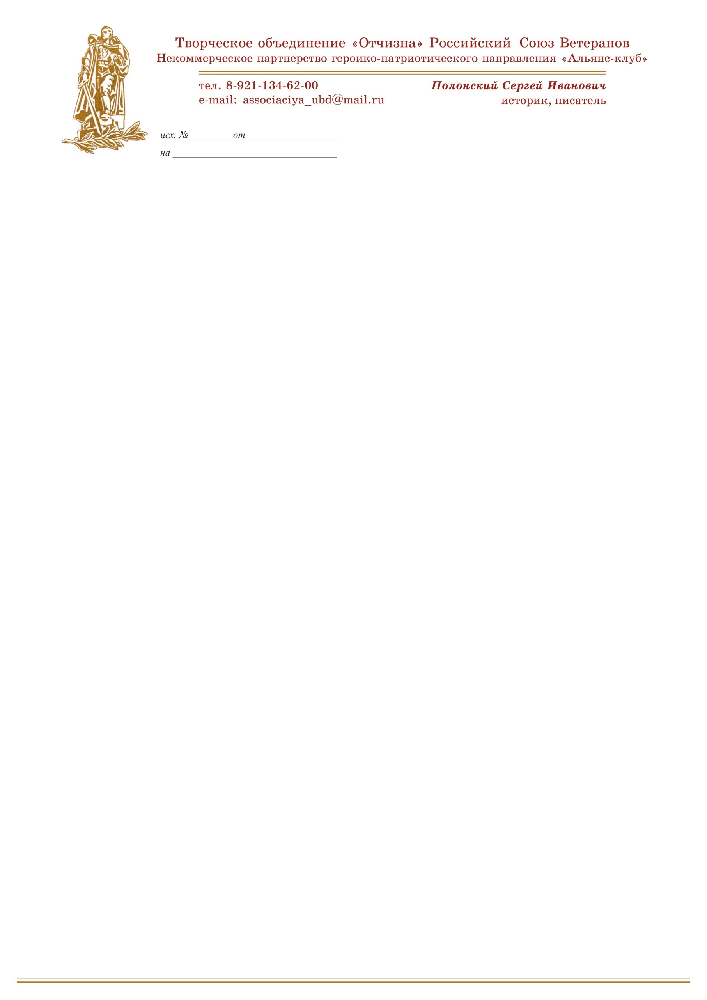 Творческое объединение «Отчизна» Российский Союз Ветеранов
Некоммерческое партнерство героико-патриотического направления «Альянс-клуб»
тел. 8-921-134-62-00
e-mail: associaciya_ubd@mail.ru
Полонский Сергей Иванович
историк, писатель
исх. № ________ от __________________
на _________________________________